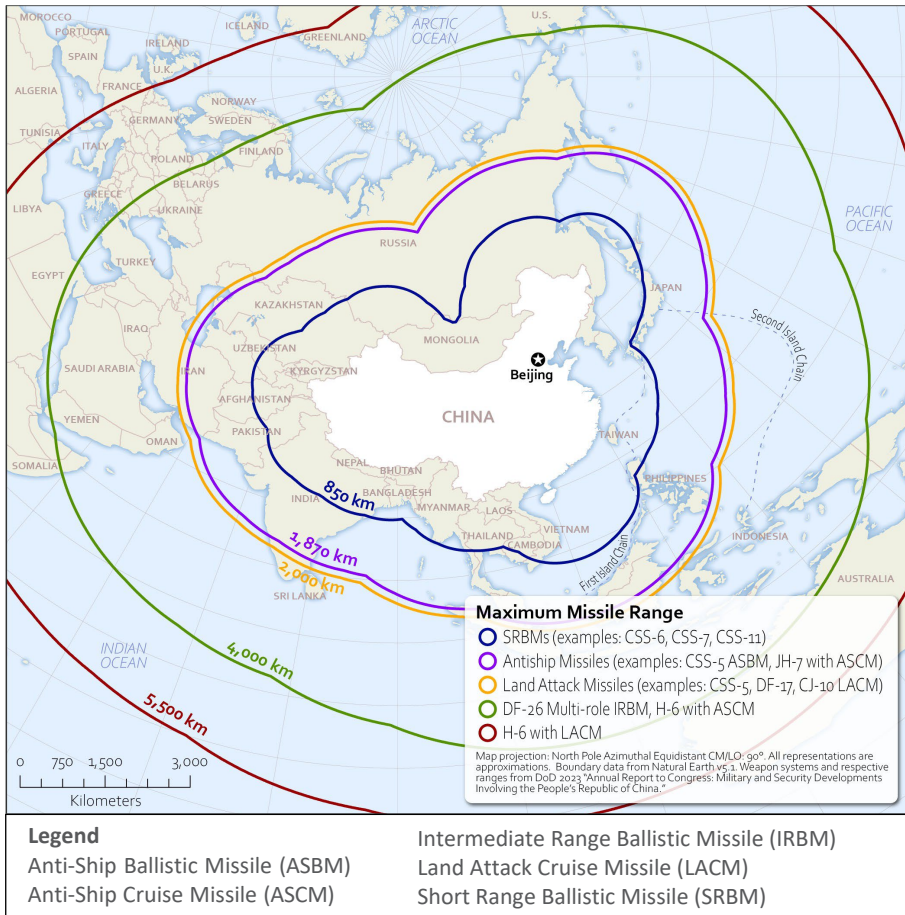 MOROCCO
PORTUGAL
SPAIN
ALGERIA
TUNISIA
LIBYA
EGYPT
ICELAND
IRELAND
U.K.
FRANCE
GREENLAND
ARCTIC
OCEAN
U.S.
NORWAY
SWEDEN
FINLAND
GERMANY
ITALY
POLAND
BELARUS
GREECE
UKRAINE
TURKEY
RUSSIA
PACIFIC
OCEAN
KAZAKHSTAN
MONGOLIA
JAPAN
Second Island Chain
IRAQ
UZBEKISTAN
KYRGYZSTAN
Beijing
SAUDI ARABIA
IRAN
AFGHANISTAN
CHINA
YEMEN
OMAN
PAKISTAN
TAIWAN
SOMALIA
NEPAL
BHUTAN
INDIA
BANGLADESH
MYANMAR
LAOS
PHILIPPINES
850 km
THAILAND
VIETNAM
CAMBODIA
INDONESIA
1,870 km
2,000 km
First Island Chain
SRI LANKA
AUSTRALIA
INDIAN
OCEAN
4,000 km
5,500 km
Maximum Missile Range
SRBMs (examples: CSS-6, CSS-7, CSS-11)
Antiship Missiles (examples: CSS-5 ASBM, JH-7 with ASCM)
Land Attack Missiles (examples: CSS-5, DF-17, CJ-10 LACM)
DF-26 Multi-role IRBM, H-6 with ASCM
H-6 with LACM
Map projection: North Pole Azimuthal Equidistant CM/LO: 90°. All representations are
approximations. Boundary data from Natural Earth v5.1. Weapon systems and respective
ranges from DoD 2023 "Annual Report to Congress: Military and Security Developments
Involving the People's Republic of China."
0 750 1,500 3,000
Kilometers
Legend
Anti-Ship Ballistic Missile (ASBM)
Anti-Ship Cruise Missile (ASCM)
Intermediate Range Ballistic Missile (IRBM)
Land Attack Cruise Missile (LACM)
Short Range Ballistic Missile (SRBM)